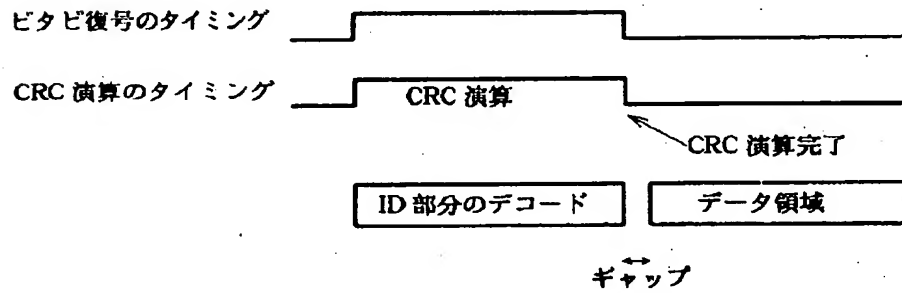 ビタビ復号のタイミング
CRC 演算のタイミング
CRC 演算
CRC 演算完了
ID 部分のデコード
データ領域
ギャップ